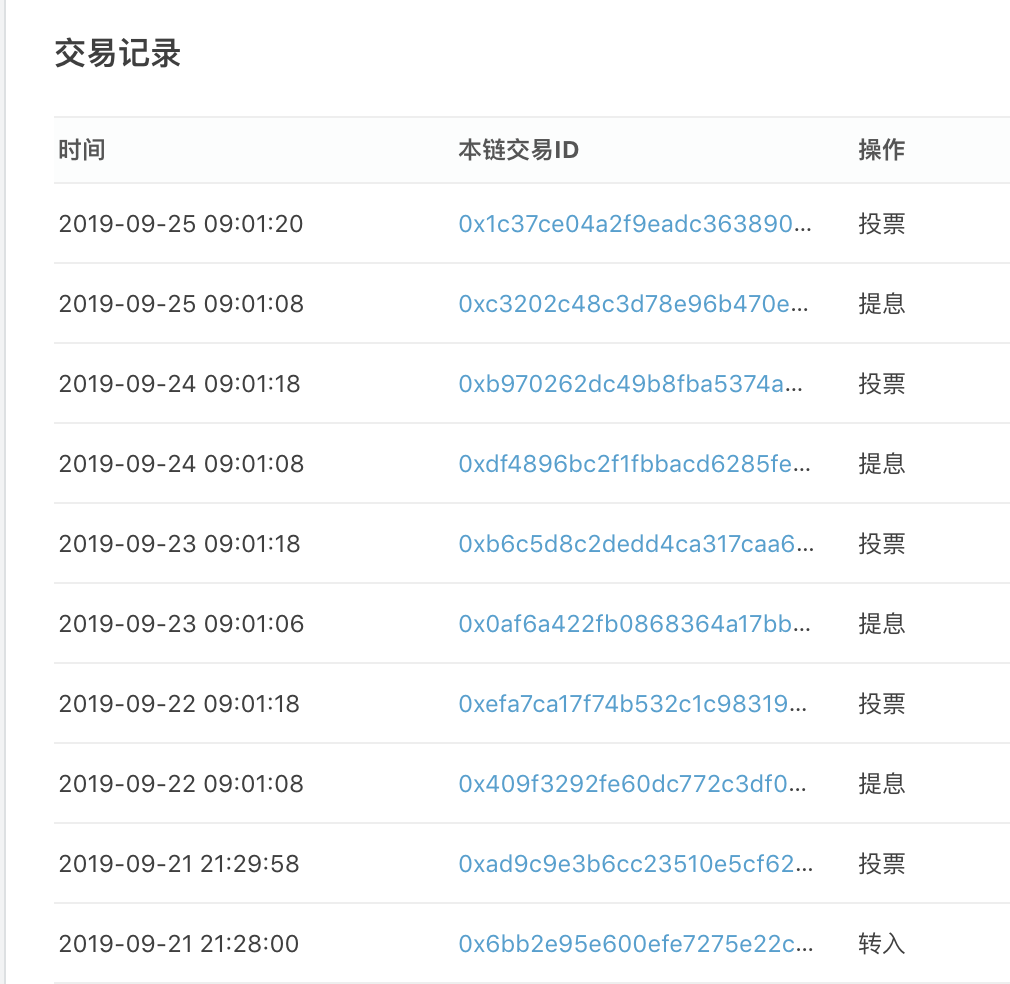 交易记录
时间 本链交易ID 操作
2019-09-25 09:01:20 0x1c37ce04a2f9eadc363890... 投票
2019-09-25 09:01:08 0xc3202c48c3d78e96b470e... 提息
2019-09-24 09:01:18 0xb970262dc49b8fba5374a... 投票
2019-09-24 09:01:08 0xdf4896bc2f1fbbacd6285fe... 提息
2019-09-23 09:01:18 0xb6c5d8c2dedd4ca317caa6... 投票
2019-09-23 09:01:06 0x0af6a422fb0868364a17bb... 提息
2019-09-22 09:01:18 0xefa7ca17f74b532c1c98319... 投票
2019-09-22 09:01:08 0x409f3292fe60dc772c3df0... 提息
2019-09-21 21:29:58 0xad9c9e3b6cc23510e5cf62... 投票
2019-09-21 21:28:00 0x6bb2e95e600efe7275e22c... 转入